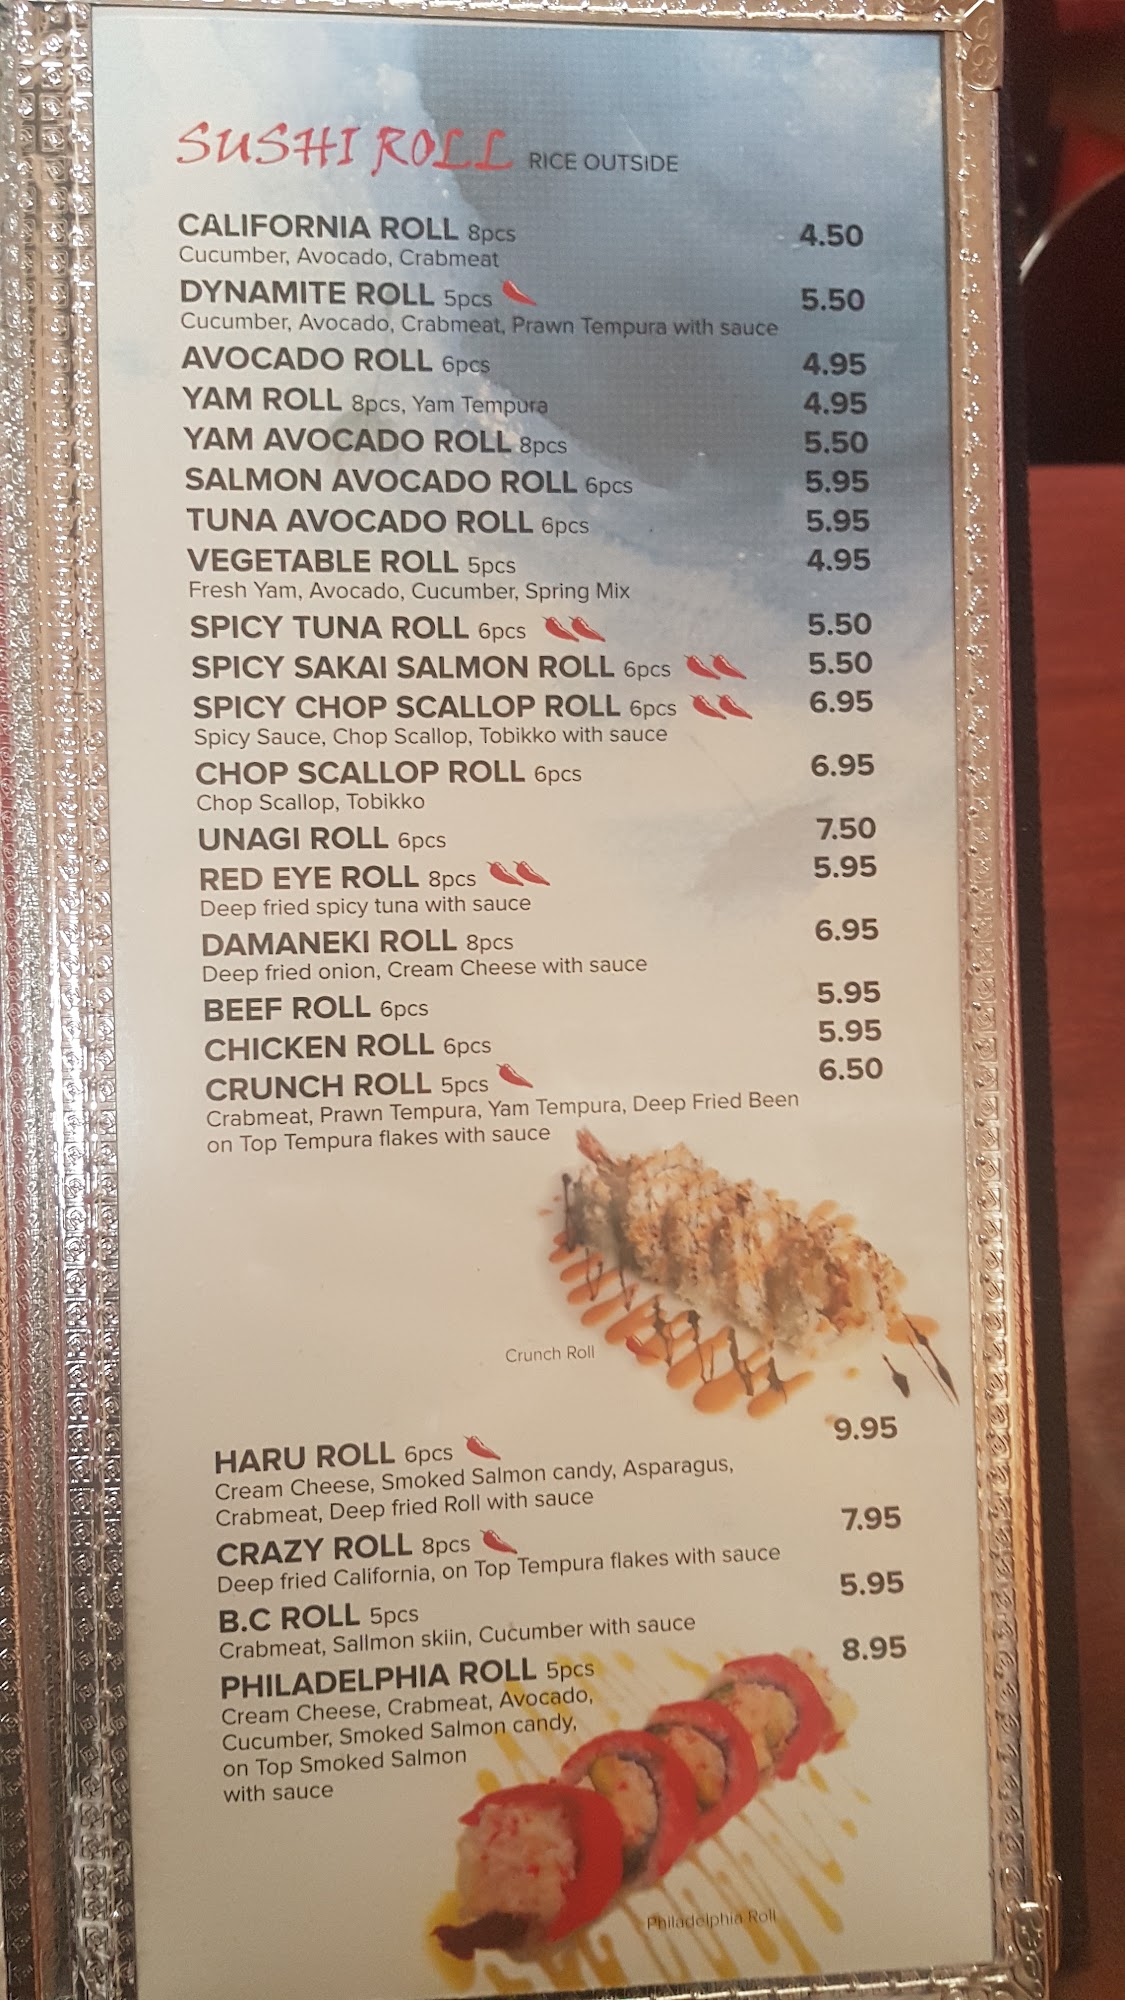 SUSHI ROLL RICE OUTSIDE
CALIFORNIA ROLL 8pcs 4.50
Cucumber, Avocado, Crabmeat
DYNAMITE ROLL 5pcs 5.50
Cucumber, Avocado, Crabmeat, Prawn Tempura with sauce
AVOCADO ROLL 6pcs 4.95
YAM ROLL 8pcs, Yam Tempura 4.95
YAM AVOCADO ROLL 8pcs 5.50
SALMON AVOCADO ROLL 6pcs 5.95
TUNA AVOCADO ROLL 6pcs 5.95
VEGETABLE ROLL 5pcs 4.95
Fresh Yam, Avocado, Cucumber, Spring Mix
SPICY TUNA ROLL 6pcs 5.50
SPICY SAKAI SALMON ROLL 6pcs 5.50
SPICY CHOP SCALLOP ROLL 6pcs 6.95
Spicy Sauce, Chop Scallop, Tobikko with sauce
CHOP SCALLOP ROLL 6pcs 6.95
Chop Scallop, Tobikko
UNAGI ROLL 6pcs 7.50
RED EYE ROLL 8pcs 5.95
Deep fried spicy tuna with sauce
DAMANEKI ROLL 8pcs 6.95
Deep fried onion, Cream Cheese with sauce
BEEF ROLL 6pcs 5.95
CHICKEN ROLL 6pcs 5.95
CRUNCH ROLL 5pcs 6.50
Crabmeat, Prawn Tempura, Yam Tempura, Deep Fried Been
on Top Tempura flakes with sauce
Crunch Roll
HARU ROLL 6pcs 9.95
Cream Cheese, Smoked Salmon candy, Asparagus,
Crabmeat, Deep fried Roll with sauce
CRAZY ROLL 8pcs 7.95
Deep fried California, on Top Tempura flakes with sauce
B.C ROLL 5pcs 5.95
Crabmeat, Sallmon skiin, Cucumber with sauce
PHILADELPHIA ROLL 5pcs 8.95
Cream Cheese, Crabmeat, Avocado,
Cucumber, Smoked Salmon candy,
on Top Smoked Salmon
with sauce
Philadelphia Roll